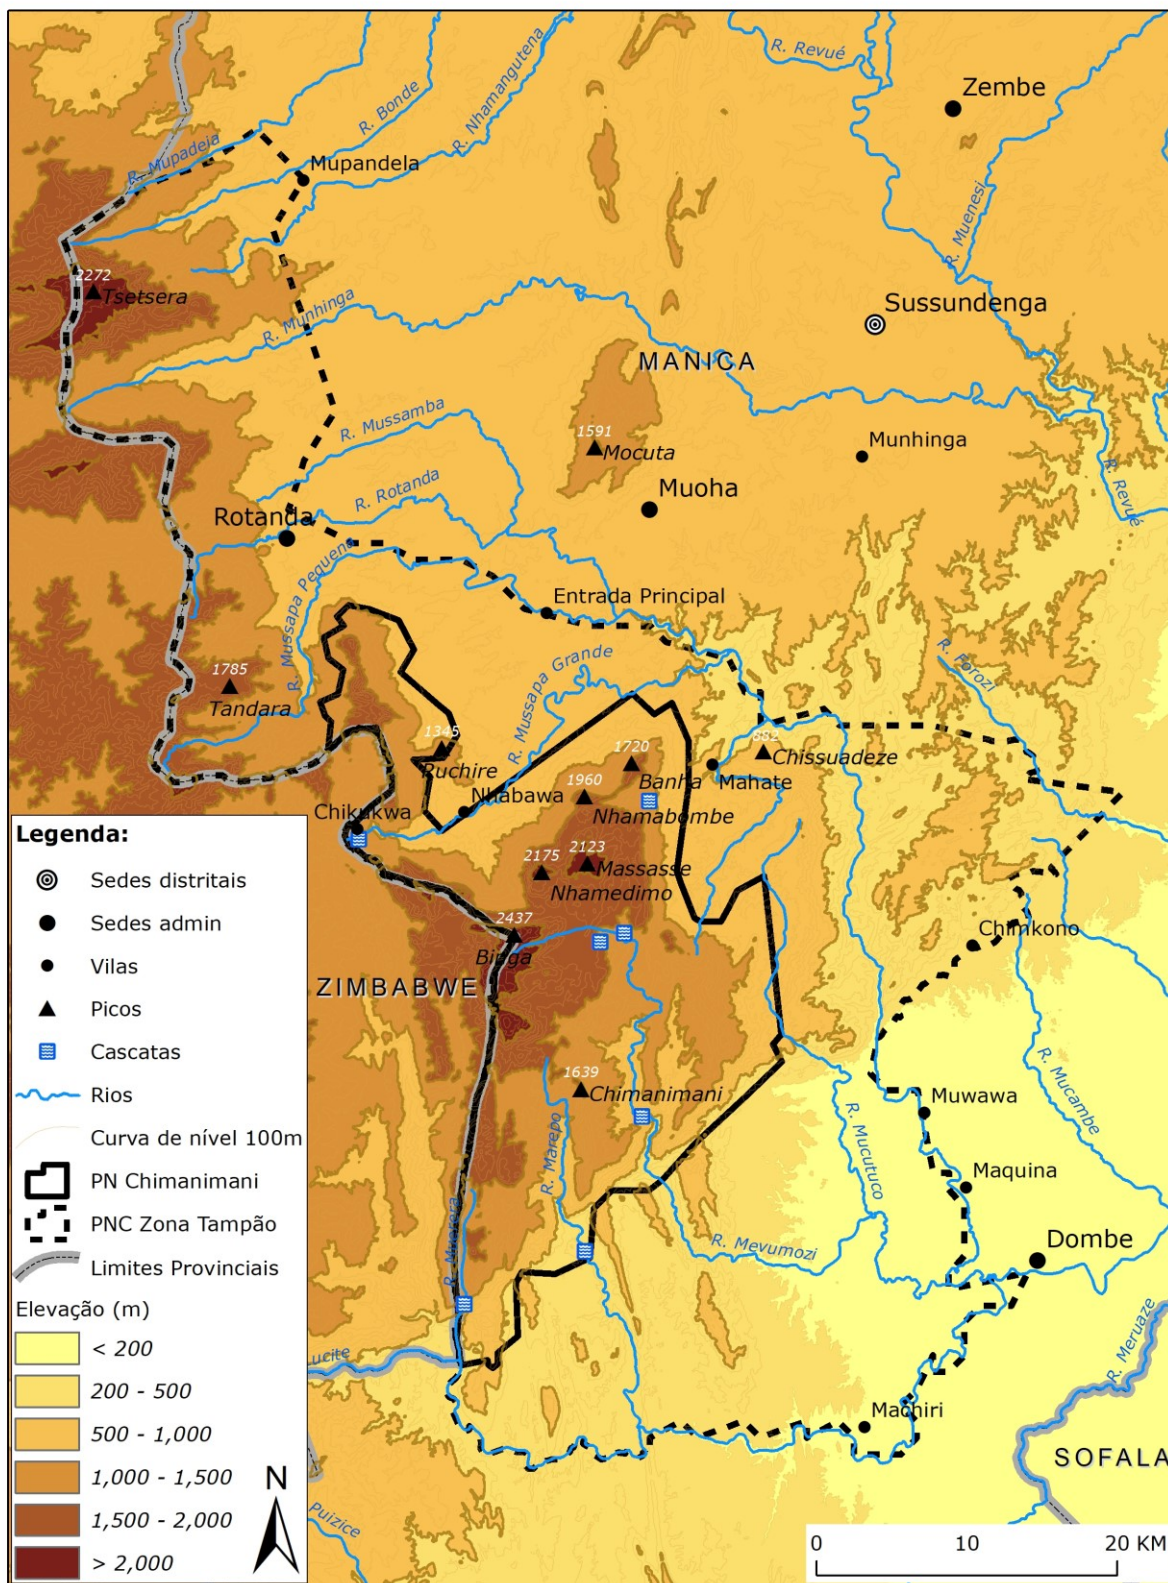 R. Revué
Zembe
R. Bonde
R. Nhamangutena
R. Mupadeja
Mupandela
R. Muenesi
2272
Tsetsera
R. Munhinga
Sussundenga
MANICA
R. Mussamba
1591
Mocuta
Munhinga
R. Revué
Muoha
R. Rotanda
Rotanda
R. Mussapa Pequena
Entrada Principal
R. Mussapa Grande
R. Forozi
1785
Tandara
1345
Puchire
1720
Banha
Mahate
Chissuadeze
1960
Nhamabombe
Nhabawa
Chikukwa
2175
2123
Massasse
Nhamedimo
2437
Binga
Chimkono
ZIMBABWE
1639
Chimanimani
R. Marepo
R. Mucutuco
R. Mucambe
Muwawa
Maquina
R. Mevumozi
Dombe
R. Meruaze
Lucite
Machiri
SOFALA
Puizice
Legenda:
Sedes distritais
Sedes admin
Vilas
Picos
Cascatas
Rios
Curva de nível 100m
PN Chimanimani
PNC Zona Tampão
Limites Provinciais
Elevação (m)
< 200
200 - 500
500 - 1,000
1,000 - 1,500
1,500 - 2,000
> 2,000
N
0 10 20 KM